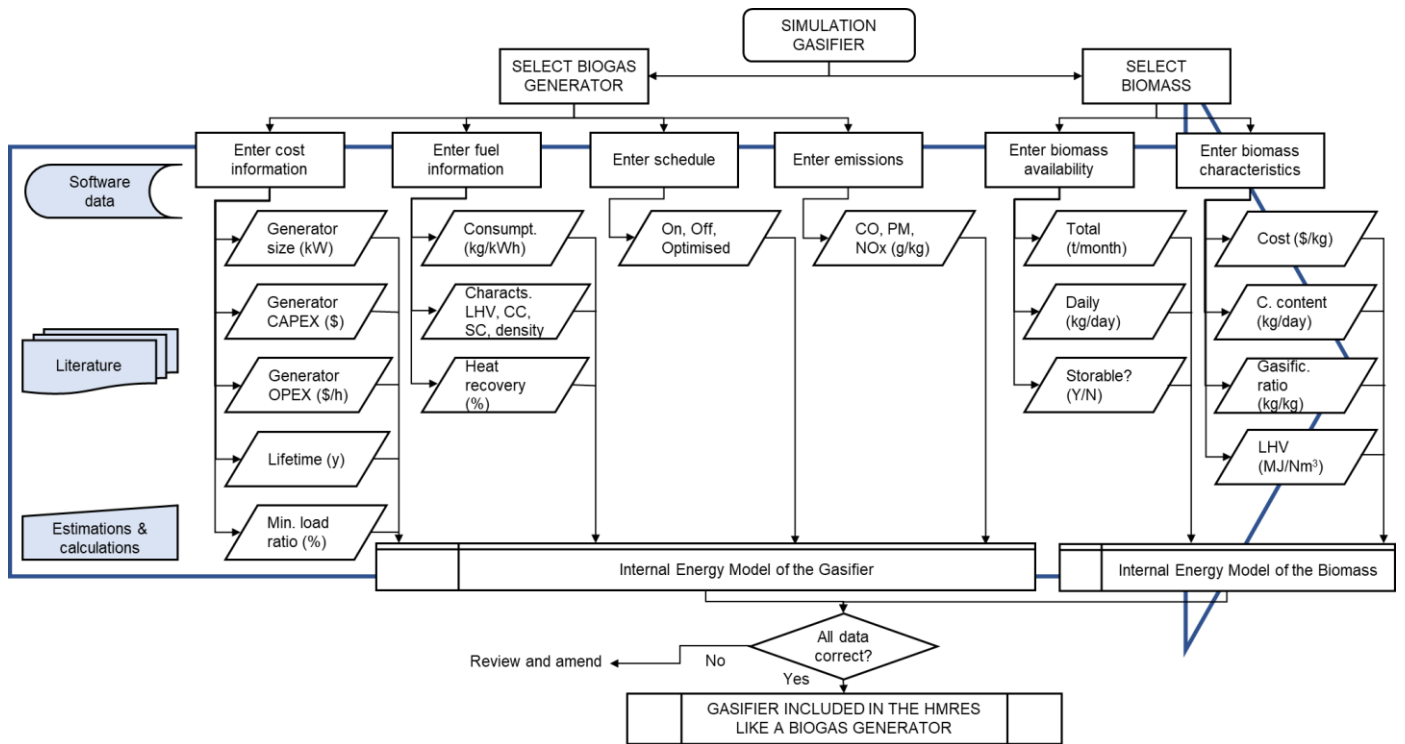 SIMULATION
GASIFIER
SELECT BIOGAS
GENERATOR
SELECT
BIOMASS
Enter cost
information
Enter fuel
information
Enter schedule
Enter emissions
Enter biomass
availability
Enter biomass
characteristics
Software
data
Literature
Estimations &
calculations
Generator
size (kW)
Generator
CAPEX ($)
Generator
OPEX ($/h)
Lifetime (y)
Min. load
ratio (%)
Consumpt.
(kg/kWh)
Characts.
LHV, CC,
SC, density
Heat
recovery
(%)
On, Off,
Optimised
CO, PM,
NOx (g/kg)
Total
(t/month)
Daily
(kg/day)
Storable?
(Y/N)
Cost ($/kg)
C. content
(kg/day)
Gasific.
ratio
(kg/kg)
LHV
(MJ/Nm³)
Internal Energy Model of the Gasifier
Internal Energy Model of the Biomass
All data
correct?
Review and amend
No
Yes
GASIFIER INCLUDED IN THE HMRES
LIKE A BIOGAS GENERATOR